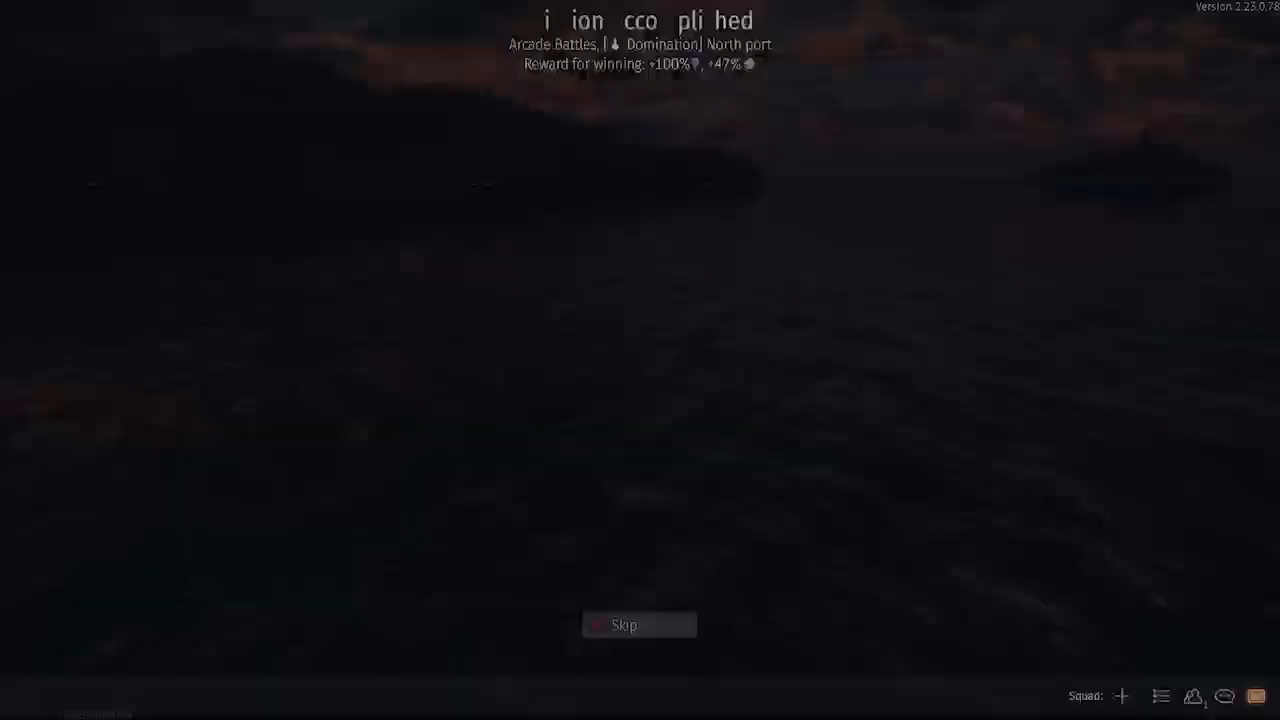 Version 2.23.0.78
i ion cco pli hed
Arcade Battles, [ Domination] North port
Reward for winning: +100%, +47%
Skip
Squad:
1